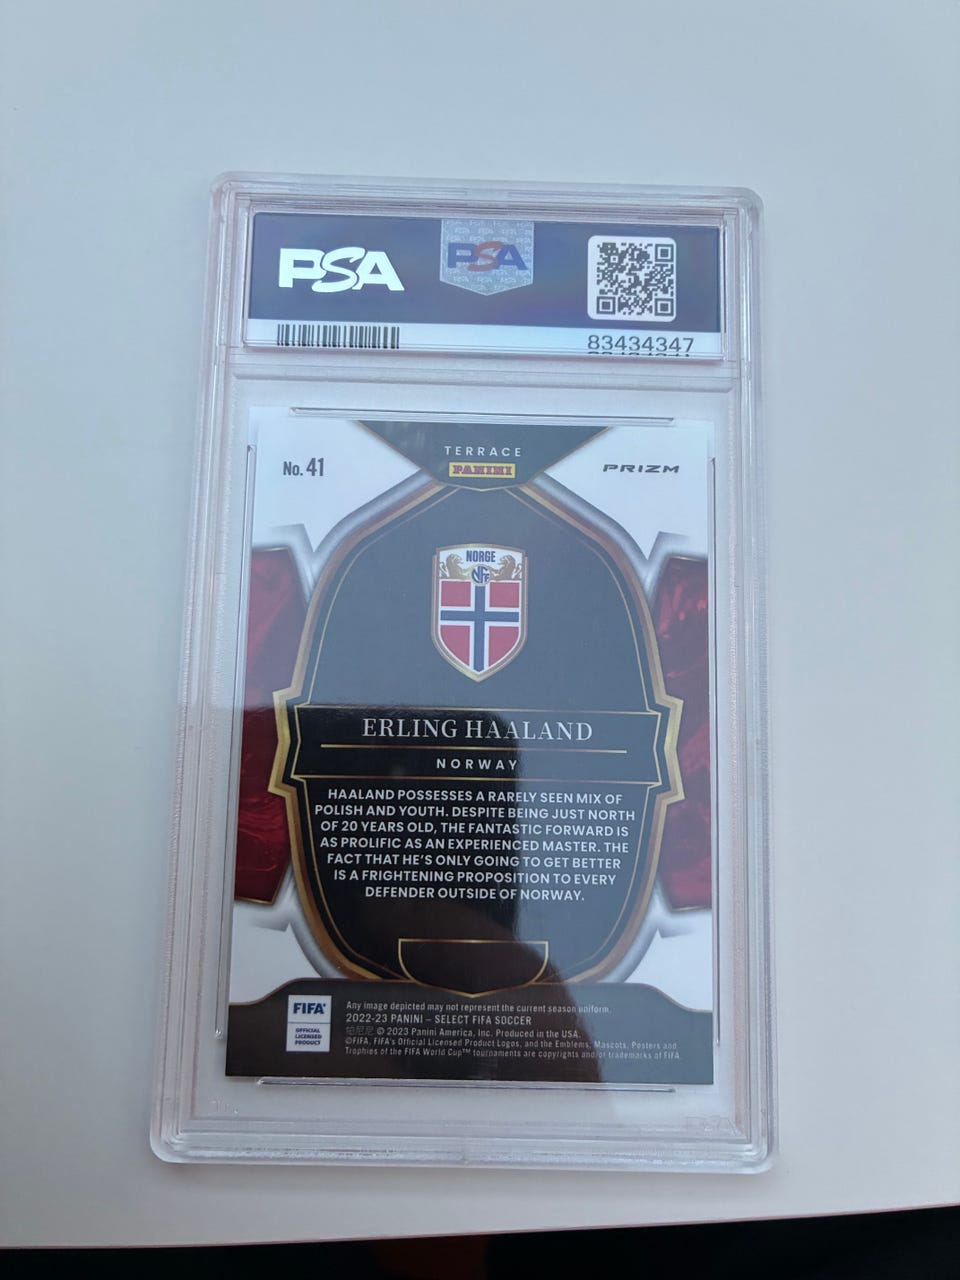 PSA
PSA
83434347
TERRACE
No. 41
PANINI
PRIZM
NORGE
NFF
ERLING HAALAND
NORWAY
HAALAND POSSESSES A RARELY SEEN MIX OF
POLISH AND YOUTH. DESPITE BEING JUST NORTH
OF 20 YEARS OLD, THE FANTASTIC FORWARD IS
AS PROLIFIC AS AN EXPERIENCED MASTER. THE
FACT THAT HE'S ONLY GOING TO GET BETTER
IS A FRIGHTENING PROPOSITION TO EVERY
DEFENDER OUTSIDE OF NORWAY.
FIFA
OFFICIAL
LICENSED
PRODUCT
Any image depicted may not represent the current season uniform.
2022-23 PANINI – SELECT FIFA SOCCER
帕尼尼 © 2023 Panini America, Inc. Produced in the USA.
©FIFA, FIFA's Official Licensed Product Logos, and the Emblems, Mascots, Posters and
Trophies of the FIFA World Cup™ tournaments are copyrights and/or trademarks of FIFA.
PSA